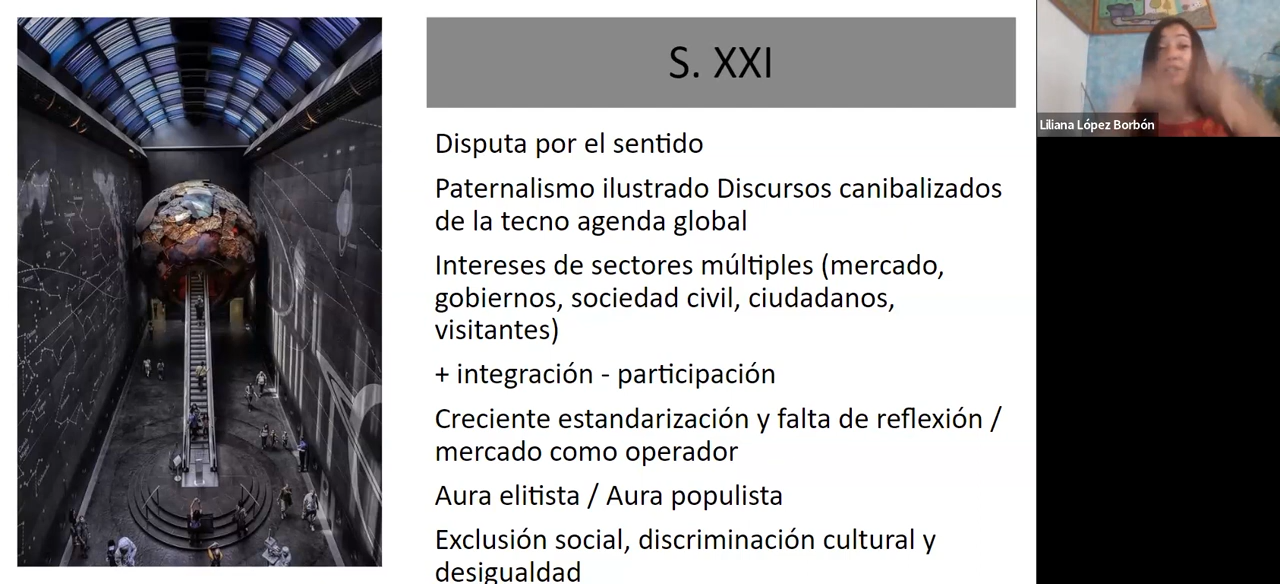 S. XXI
Disputa por el sentido
Paternalismo ilustrado Discursos canibalizados
de la tecno agenda global
Intereses de sectores múltiples (mercado,
gobiernos, sociedad civil, ciudadanos,
visitantes)
+ integración - participación
Creciente estandarización y falta de reflexión /
mercado como operador
Aura elitista / Aura populista
Exclusión social, discriminación cultural y
desigualdad
Liliana López Borbón